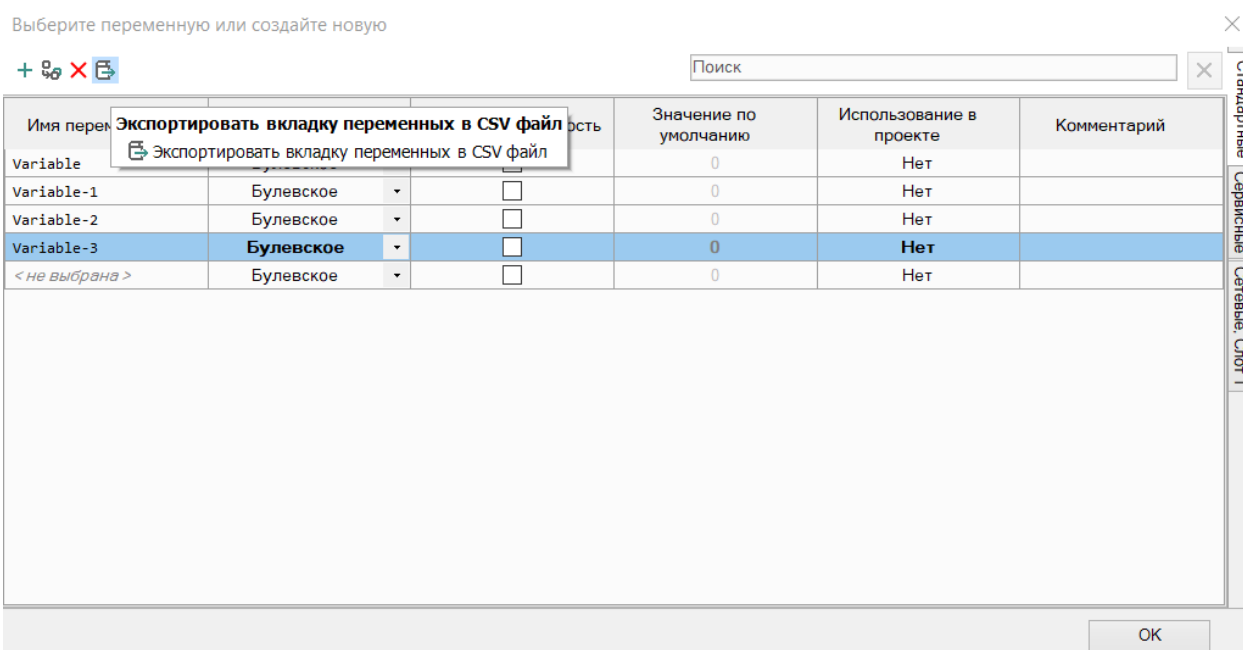 Выберите переменную или создайте новую
Поиск
Стандартные
Имя перем
Экспортировать вкладку переменных в CSV файл
Экспортировать вкладку переменных в CSV файл
ость
Значение по
умолчанию
Использование в
проекте
Комментарий
Variable 0 Нет
Variable-1 Булевское 0 Нет
Variable-2 Булевское 0 Нет
Variable-3 Булевское 0 Нет
<не выбрана> Булевское 0 Нет
Сервисные
Сетевые, Слот 1
OK